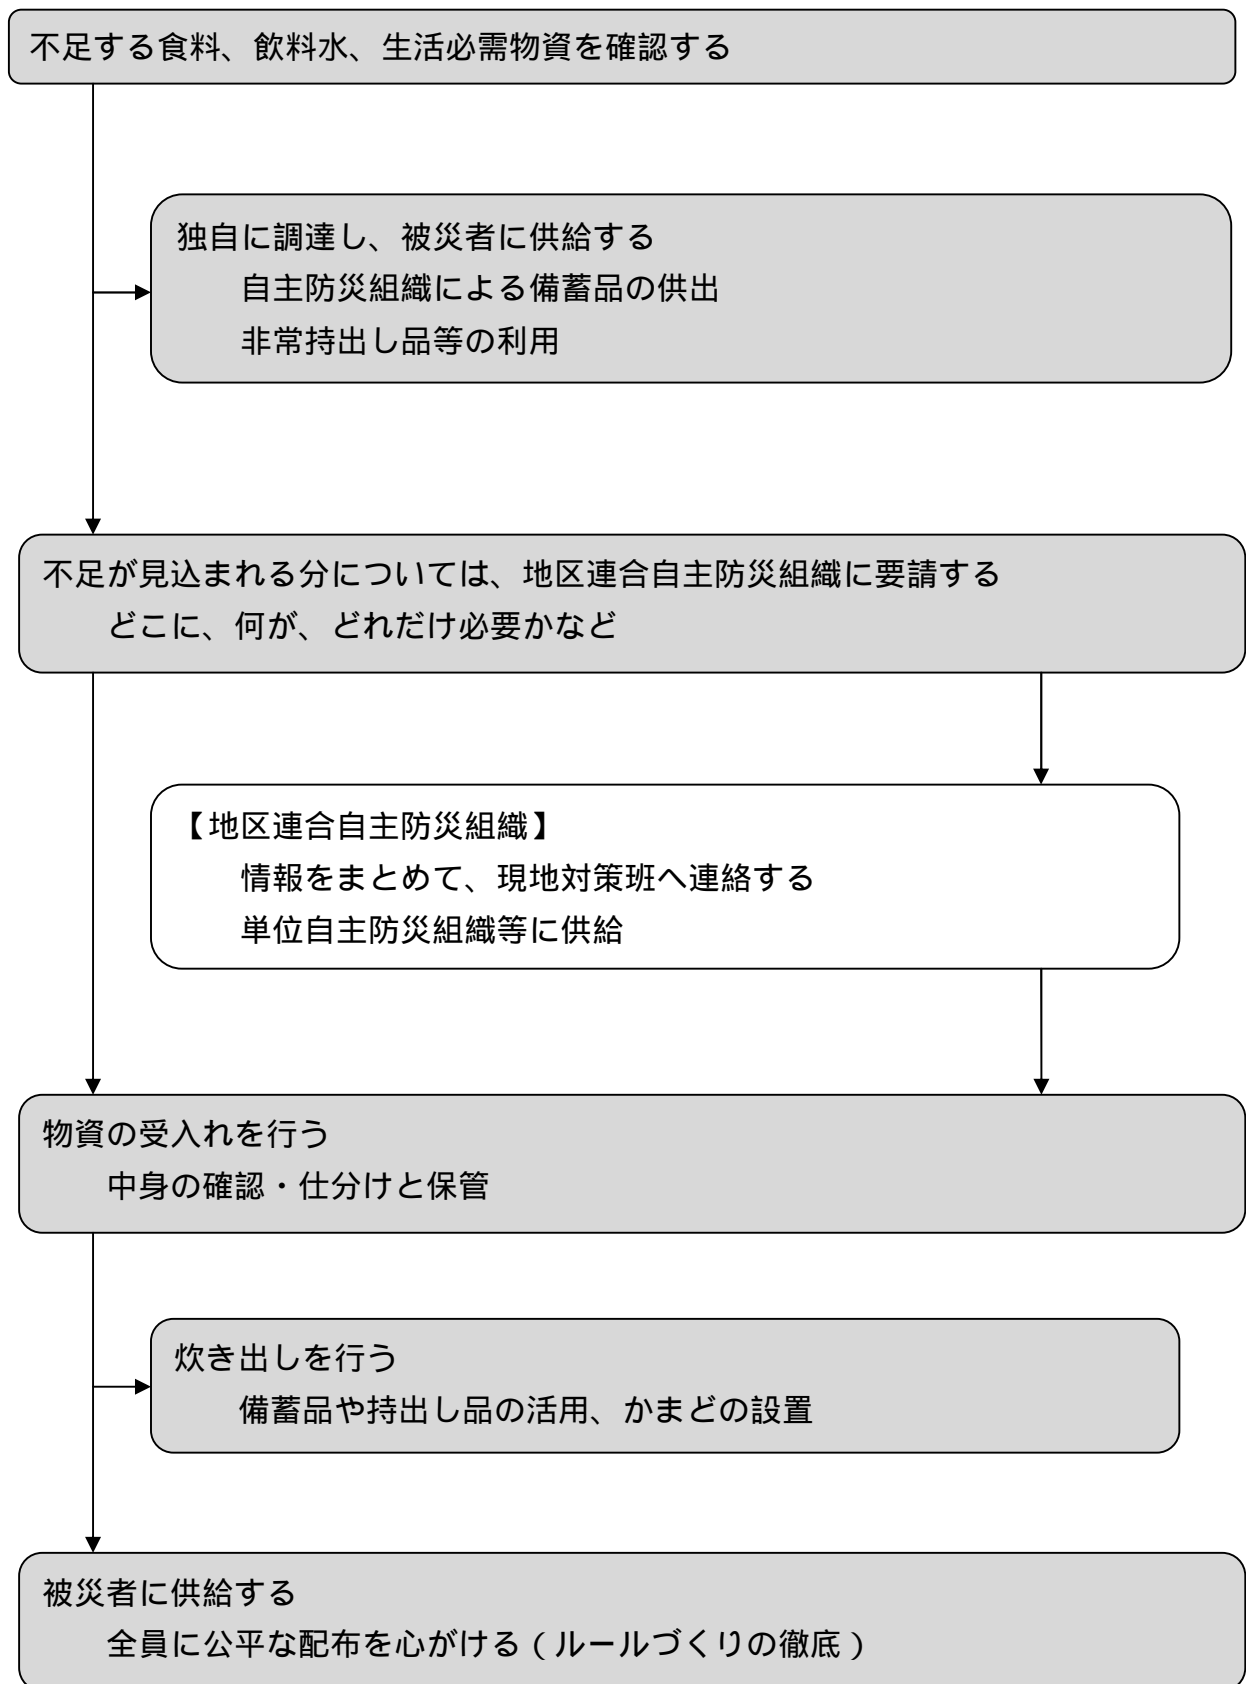 不足する食料、飲料水、生活必需物資を確認する
独自に調達し、被災者に供給する
自主防災組織による備蓄品の供出
非常持出し品等の利用
不足が見込まれる分については、地区連合自主防災組織に要請する
どこに、何が、どれだけ必要かなど
【地区連合自主防災組織】
情報をまとめて、現地対策班へ連絡する
単位自主防災組織等に供給
物資の受入れを行う
中身の確認・仕分けと保管
炊き出しを行う
備蓄品や持出し品の活用、かまどの設置
被災者に供給する
全員に公平な配布を心がける（ルールづくりの徹底）